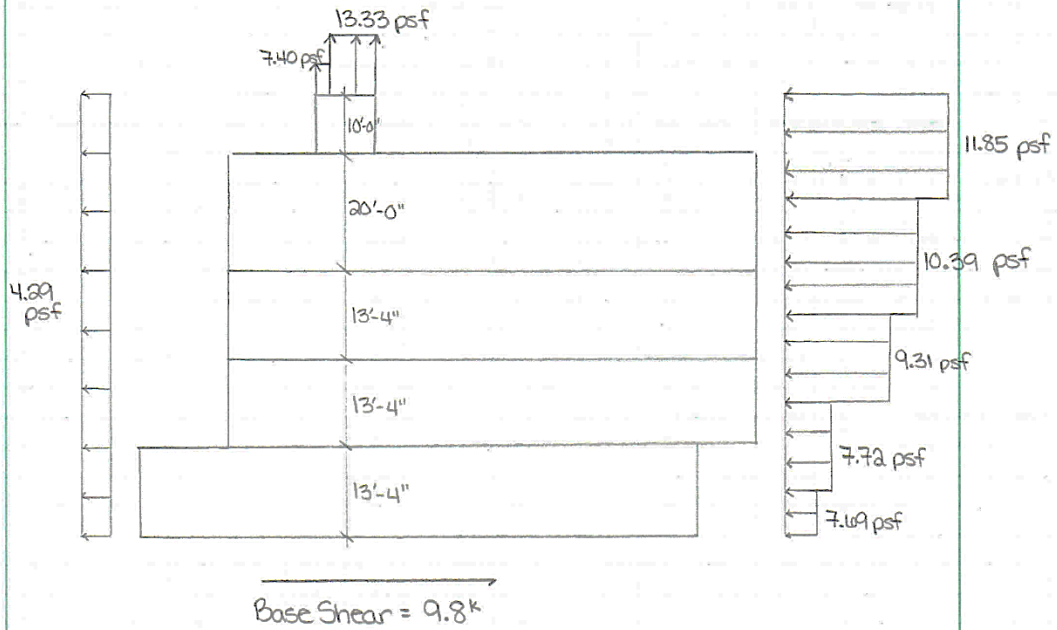 13.33 psf
7.40 psf
10'-0"
11.85 psf
20'-0"
10.39 psf
4.29
psf
13'-4"
9.31 psf
13'-4"
7.72 psf
13'-4"
7.69 psf
Base Shear = 9.8ᵏ